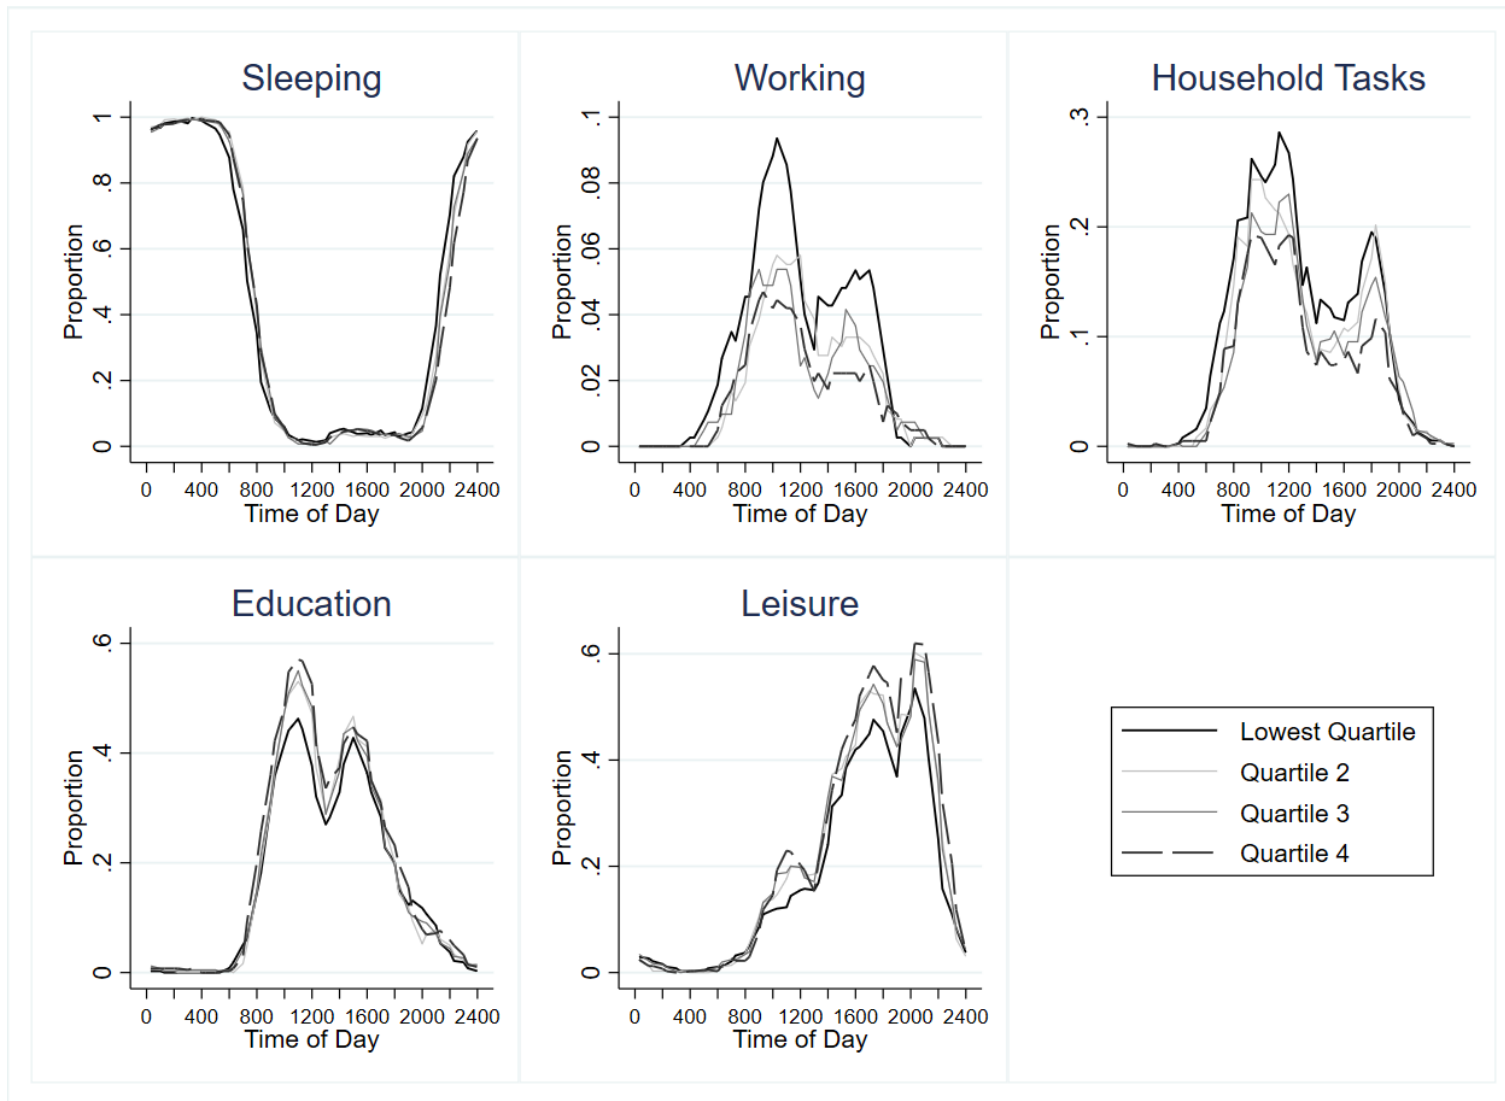 Sleeping
Proportion
1
.8
.6
.4
.2
0
0 400 800 1200 1600 2000 2400
Time of Day
Working
Proportion
.1
.08
.06
.04
.02
0
0 400 800 1200 1600 2000 2400
Time of Day
Household Tasks
Proportion
.3
.2
.1
0
0 400 800 1200 1600 2000 2400
Time of Day
Education
Proportion
.6
.4
.2
0
0 400 800 1200 1600 2000 2400
Time of Day
Leisure
Proportion
.6
.4
.2
0
0 400 800 1200 1600 2000 2400
Time of Day
Lowest Quartile
Quartile 2
Quartile 3
Quartile 4